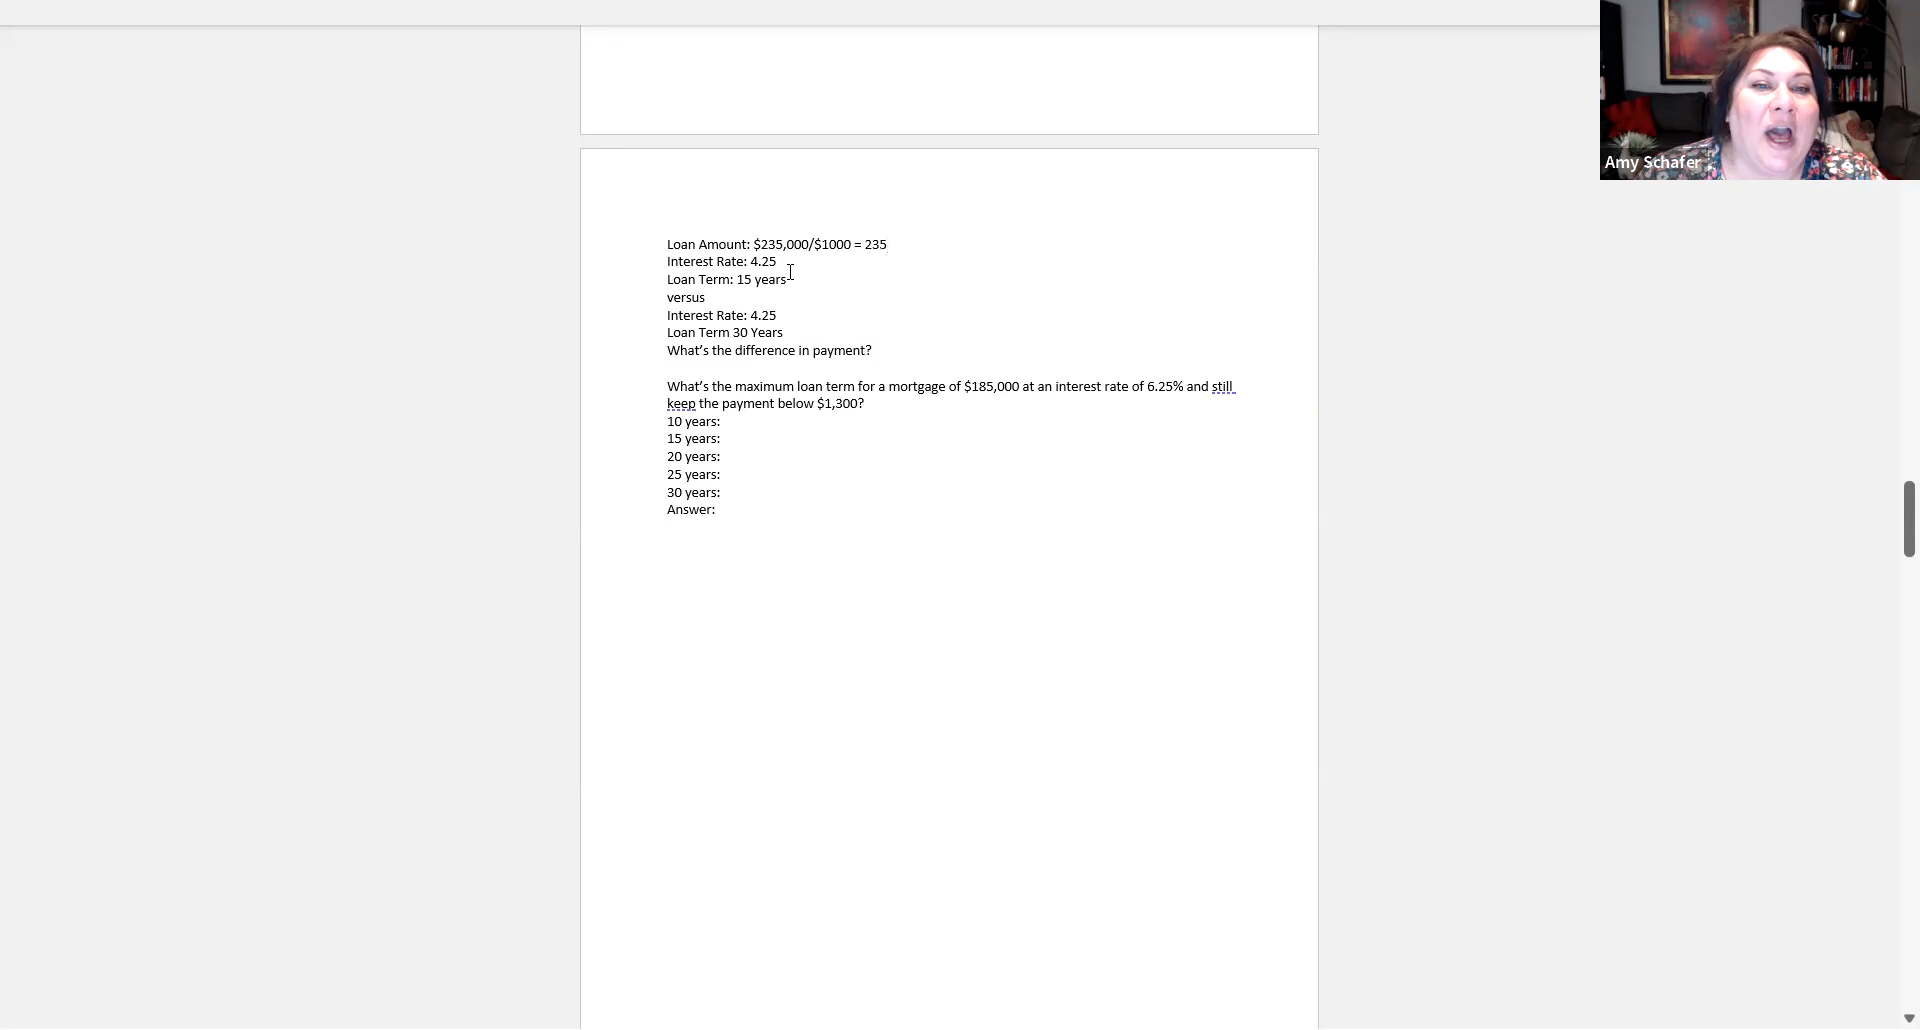 Amy Schafer
Loan Amount: $235,000/$1000 = 235
Interest Rate: 4.25
Loan Term: 15 years
versus
Interest Rate: 4.25
Loan Term 30 Years
What’s the difference in payment?
What’s the maximum loan term for a mortgage of $185,000 at an interest rate of 6.25% and still
keep the payment below $1,300?
10 years:
15 years:
20 years:
25 years:
30 years:
Answer: